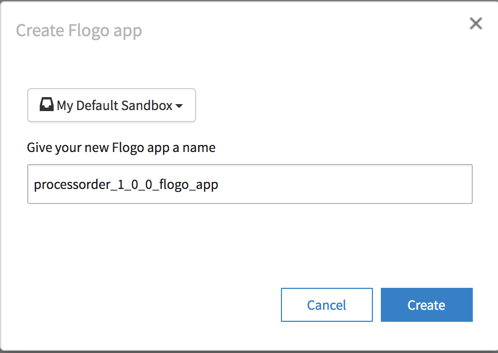 Create Flogo app
My Default Sandbox
Give your new Flogo app a name
processorder_1_0_0_flogo_app
Cancel Create